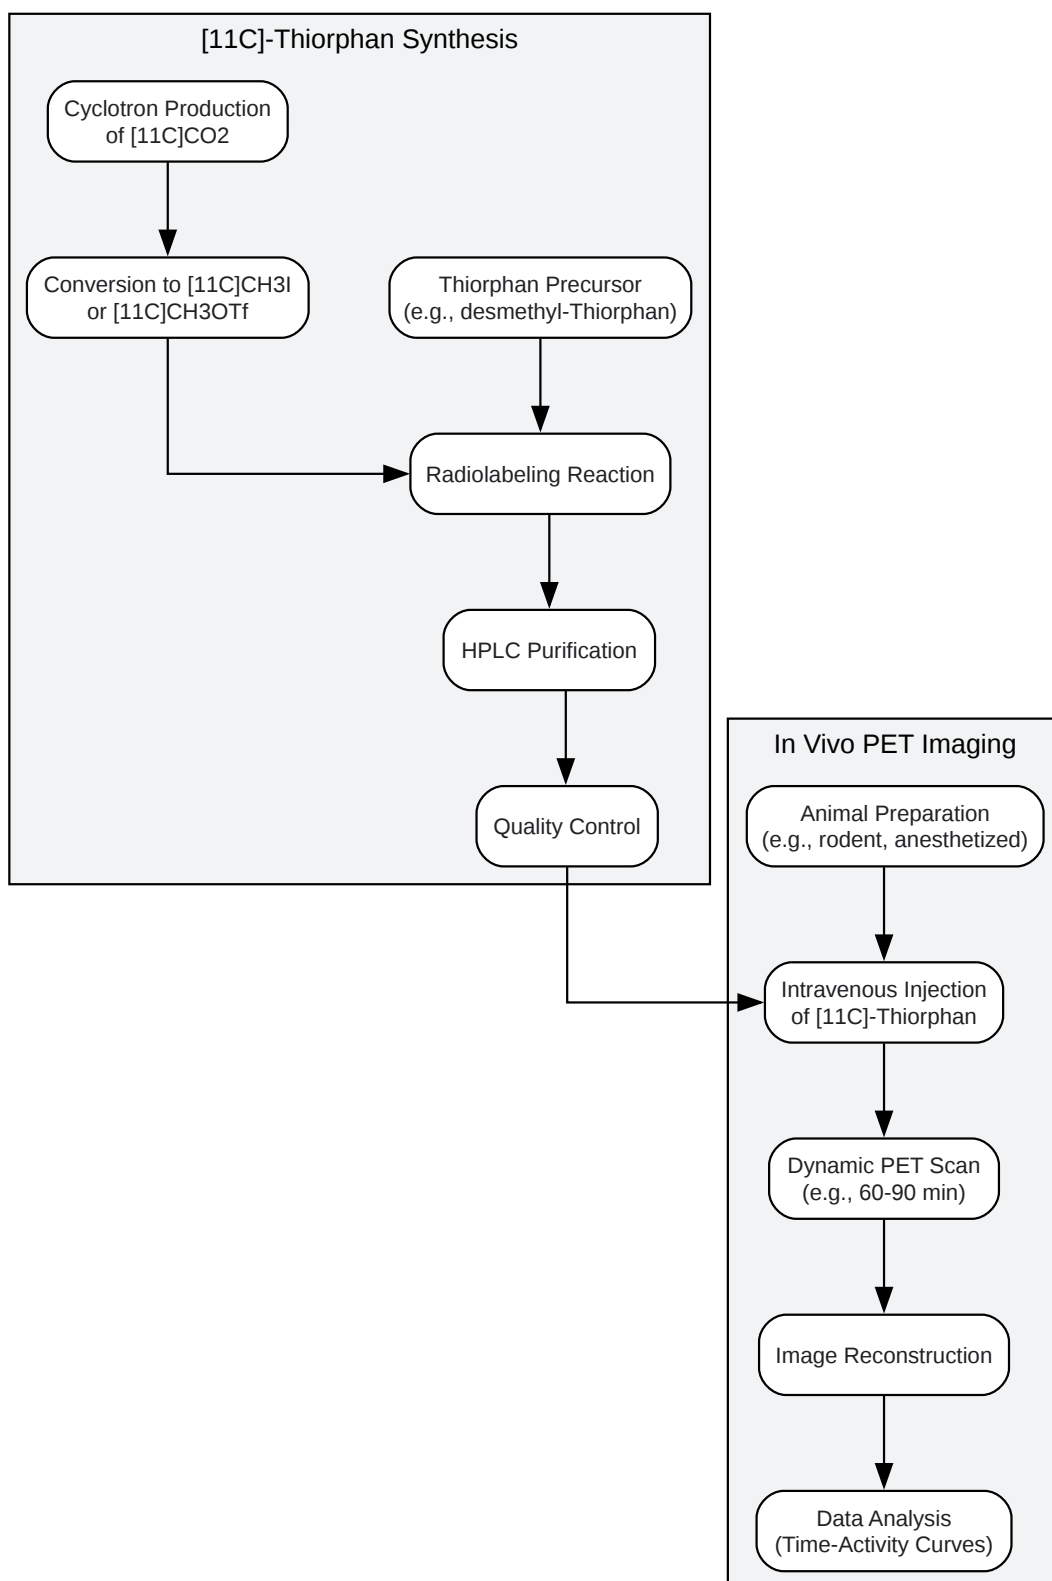 [11C]-Thiorphan Synthesis
Cyclotron Production
of [11C]CO2
Conversion to [11C]CH3I
or [11C]CH3OTf
Thiorphan Precursor
(e.g., desmethyl-Thiorphan)
Radiolabeling Reaction
HPLC Purification
Quality Control
In Vivo PET Imaging
Animal Preparation
(e.g., rodent, anesthetized)
Intravenous Injection
of [11C]-Thiorphan
Dynamic PET Scan
(e.g., 60-90 min)
Image Reconstruction
Data Analysis
(Time-Activity Curves)